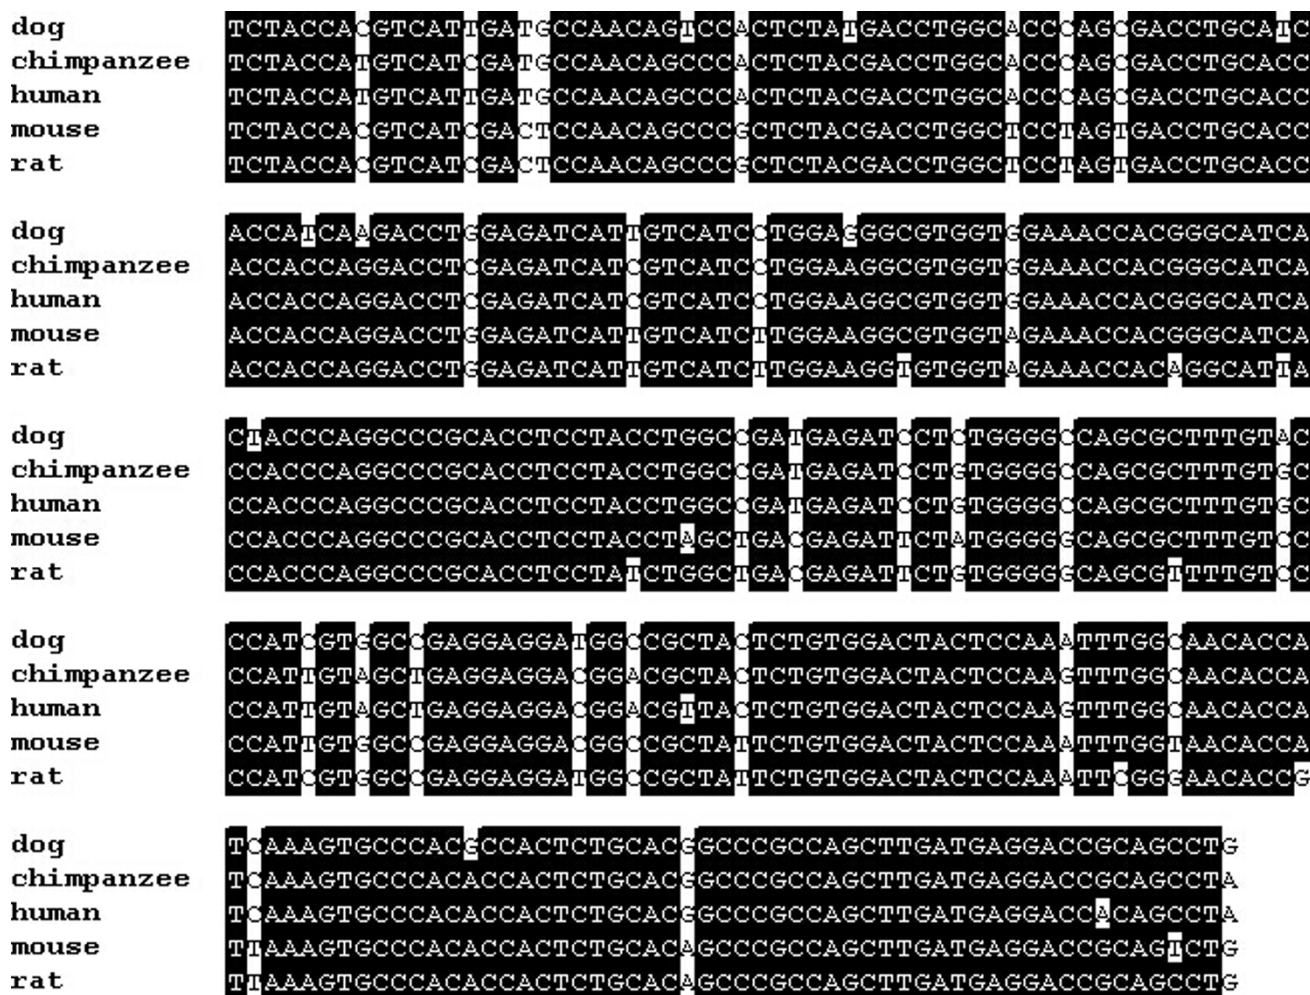 dog TCTACCACGTCATTGATGCCAACAGTCCACTCTATGACCTGGCACCCAGCGACCTGCATC
chimpanzee TCTACCATGTCATCGATGCCAACAGCCCACTCTACGACCTGGCACCCAGCGACCTGCACC
human TCTACCATGTCATTGATGCCAACAGCCCACTCTACGACCTGGCACCCAGCGACCTGCACC
mouse TCTACCACGTCATCGACTCCAACAGCCCGCTCTACGACCTGGCTCCTAGTGACCTGCACC
rat TCTACCACGTCATCGACTCCAACAGCCCGCTCTACGACCTGGCTCCTAGTGACCTGCACC
dog ACCATCAAGACCTGGAGATCATTGTCATCCTGGAGGGCGTGGTGGAAACCACGGGCATCA
chimpanzee ACCACCAGGACCTCGAGATCATCGTCATCCTGGAAGGCGTGGTGGAAACCACGGGCATCA
human ACCACCAGGACCTCGAGATCATCGTCATCCTGGAAGGCGTGGTGGAAACCACGGGCATCA
mouse ACCACCAGGACCTGGAGATCATTGTCATCTTGGAAGGCGTGGTAGAAACCACGGGCATCA
rat ACCACCAGGACCTGGAGATCATTGTCATCTTGGAAGGTGTGGTAGAAACCACAGGCATTA
dog CTACCCAGGCCCGCACCTCCTACCTGGCCGATGAGATCCTCTGGGGCCAGCGCTTTGTAC
chimpanzee CCACCCAGGCCCGCACCTCCTACCTGGCCGATGAGATCCTGTGGGGCCAGCGCTTTGTGC
human CCACCCAGGCCCGCACCTCCTACCTGGCCGATGAGATCCTGTGGGGCCAGCGCTTTGTGC
mouse CCACCCAGGCCCGCACCTCCTACCTAGCTGACGAGATTCTATGGGGGCAGCGCTTTGTCC
rat CCACCCAGGCCCGCACCTCCTATCTGGCTGACGAGATTCTGTGGGGGCAGCGTTTTGTCC
dog CCATCGTGGCCGAGGAGGATGGCCGCTACTCTGTGGACTACTCCAAATTTGGCAACACCA
chimpanzee CCATTGTAGCTGAGGAGGACGGACGCTACTCTGTGGACTACTCCAAGTTTGGCAACACCA
human CCATTGTAGCTGAGGAGGACGGACGTTACTCTGTGGACTACTCCAAGTTTGGCAACACCA
mouse CCATTGTGGCCGAGGAGGACGGCCGCTATTCTGTGGACTACTCCAAATTTGGTAACACCA
rat CCATCGTGGCCGAGGAGGATGGCCGCTATTCTGTGGACTACTCCAAATTCGGGAACACCG
dog TCAAAGTGCCCACGCCACTCTGCACGGCCCGCCAGCTTGATGAGGACCGCAGCCTG
chimpanzee TCAAAGTGCCCACACCACTCTGCACGGCCCGCCAGCTTGATGAGGACCGCAGCCTA
human TCAAAGTGCCCACACCACTCTGCACGGCCCGCCAGCTTGATGAGGACCACAGCCTA
mouse TTAAAGTGCCCACACCACTCTGCACAGCCCGCCAGCTTGATGAGGACCGCAGTCTG
rat TTAAAGTGCCCACACCACTCTGCACAGCCCGCCAGCTTGATGAGGACCGCAGCCTG